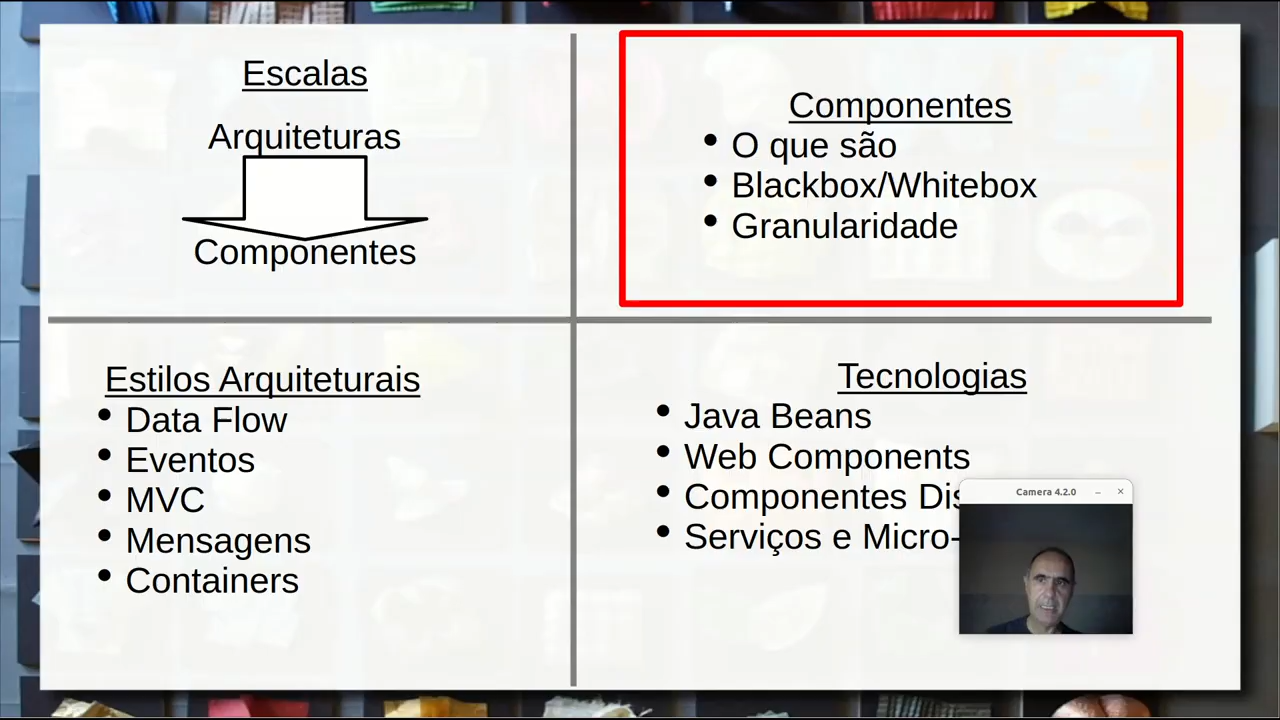 Escalas
Arquiteturas
Componentes
Componentes
• O que são
• Blackbox/Whitebox
• Granularidade
Estilos Arquiteturais
• Data Flow
• Eventos
• MVC
• Mensagens
• Containers
Tecnologias
• Java Beans
• Web Components
• Componentes
• Serviços e Micro-
Camera 4.2.0